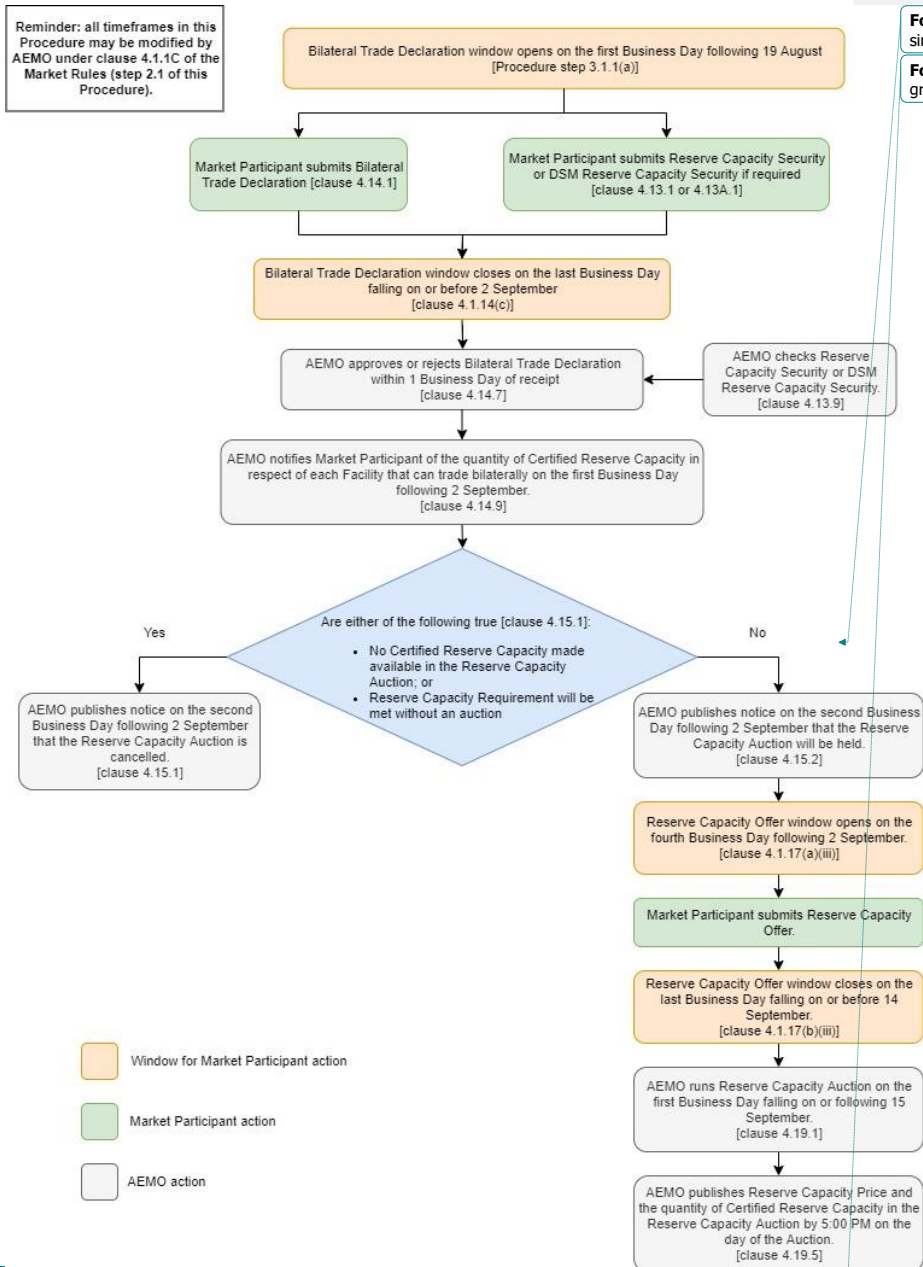 Reminder: all timeframes in this
Procedure may be modified by
AEMO under clause 4.1.1C of the
Market Rules (step 2.1 of this
Procedure).
Fo
sin
Fo
gr
Bilateral Trade Declaration window opens on the first Business Day following 19 August
[Procedure step 3.1.1(a)]
Market Participant submits Bilateral
Trade Declaration [clause 4.14.1]
Market Participant submits Reserve Capacity Security
or DSM Reserve Capacity Security if required
[clause 4.13.1 or 4.13A.1]
Bilateral Trade Declaration window closes on the last Business Day
falling on or before 2 September
[clause 4.1.14(c)]
AEMO approves or rejects Bilateral Trade Declaration
within 1 Business Day of receipt
[clause 4.14.7]
AEMO checks Reserve
Capacity Security or DSM
Reserve Capacity Security.
[clause 4.13.9]
AEMO notifies Market Participant of the quantity of Certified Reserve Capacity in
respect of each Facility that can trade bilaterally on the first Business Day
following 2 September.
[clause 4.14.9]
Are either of the following true [clause 4.15.1]:
• No Certified Reserve Capacity made
available in the Reserve Capacity
Auction; or
• Reserve Capacity Requirement will be
met without an auction
Yes
No
AEMO publishes notice on the second
Business Day following 2 September
that the Reserve Capacity Auction is
cancelled.
[clause 4.15.1]
AEMO publishes notice on the second Business
Day following 2 September that the Reserve
Capacity Auction will be held.
[clause 4.15.2]
Reserve Capacity Offer window opens on the
fourth Business Day following 2 September.
[clause 4.1.17(a)(iii)]
Market Participant submits Reserve Capacity
Offer.
Reserve Capacity Offer window closes on the
last Business Day falling on or before 14
September.
[clause 4.1.17(b)(iii)]
AEMO runs Reserve Capacity Auction on the
first Business Day falling on or following 15
September.
[clause 4.19.1]
AEMO publishes Reserve Capacity Price and
the quantity of Certified Reserve Capacity in the
Reserve Capacity Auction by 5:00 PM on the
day of the Auction.
[clause 4.19.5]
Window for Market Participant action
Market Participant action
AEMO action